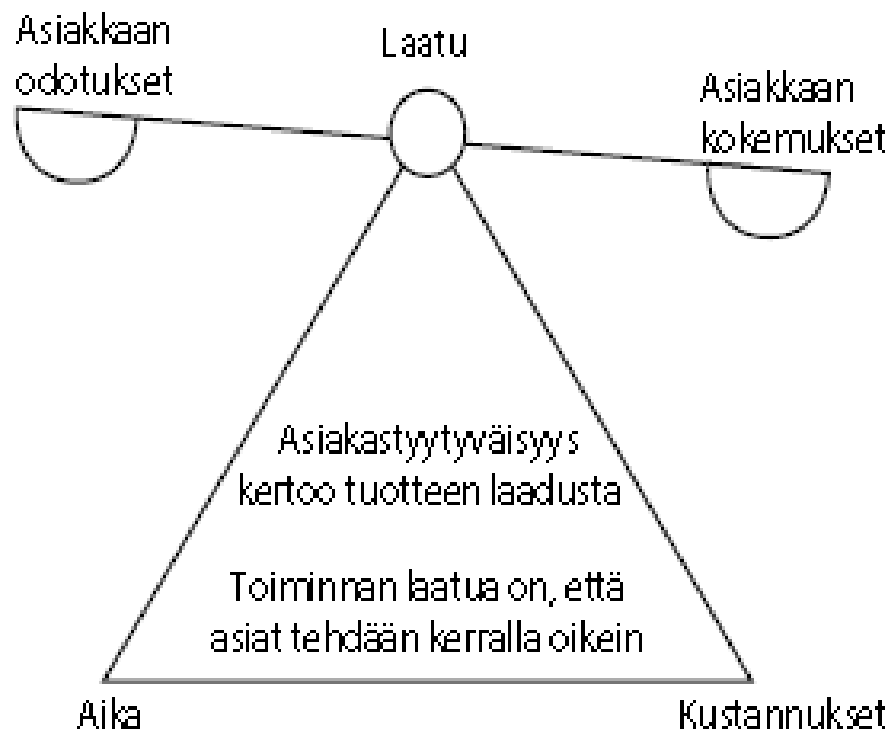 Asiakkaan
odotukset
Laatu
Asiakkaan
kokemukset
Asiakastyytyväisyys
kertoo tuotteen laadusta
Toiminnan laatua on, että
asiat tehdään kerralla oikein
Aika
Kustannukset